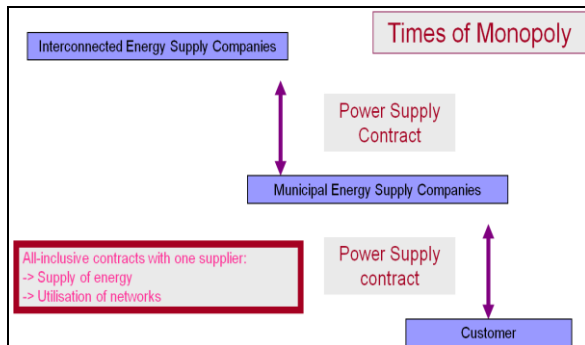 Times of Monopoly
Interconnected Energy Supply Companies
Power Supply
Contract
Municipal Energy Supply Companies
All-inclusive contracts with one supplier:
-> Supply of energy
-> Utilisation of networks
Power Supply
contract
Customer